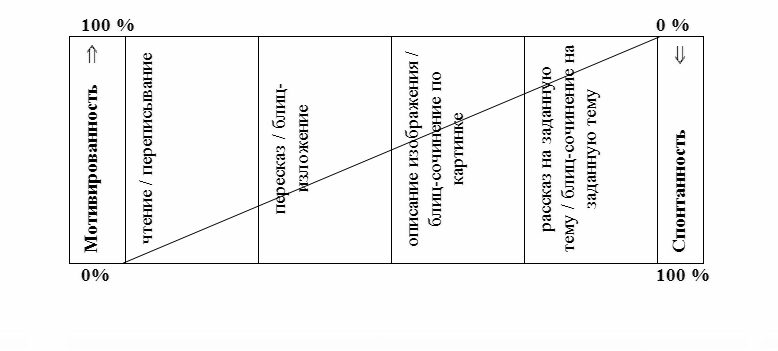 100 %
0 %
Мотивированность ⇒
чтение / переписывание
пересказ / блиц-
изложение
описание изображения /
блиц-сочинение по
картинке
рассказ на заданную
тему / блиц-сочинение на
заданную тему
Спонтанность ⇐
0%
100 %